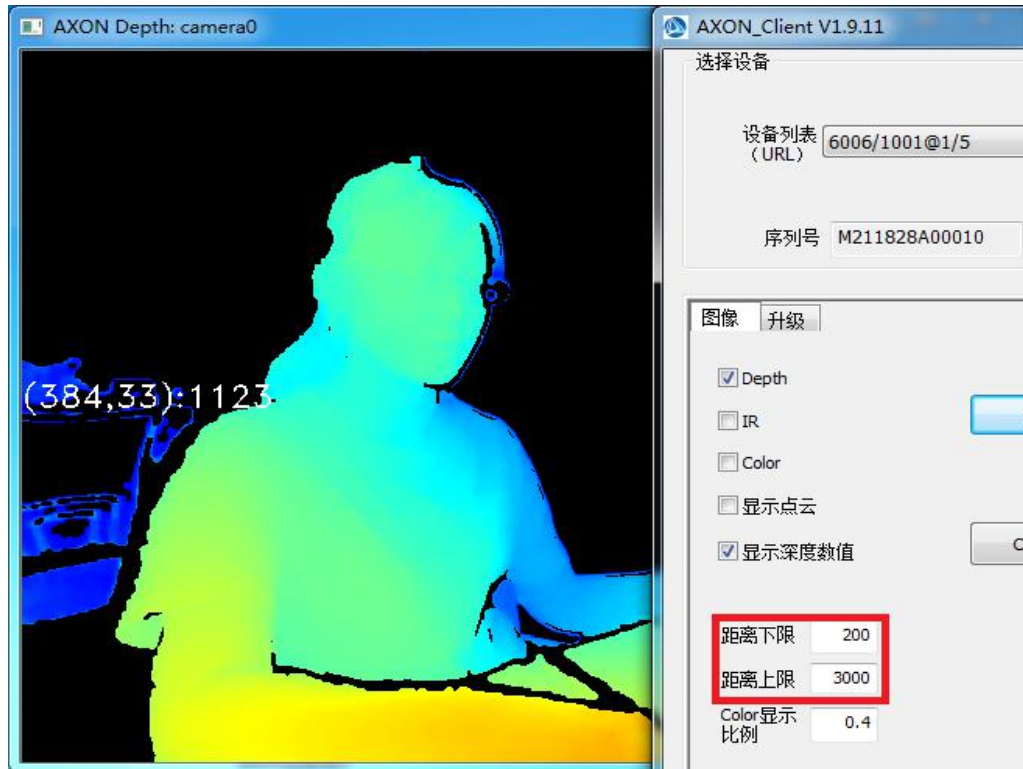 AXON Depth: camera0
(384,33):1123
AXON_Client V1.9.11
选择设备
设备列表
（URL）
6006/1001@1/5
序列号
M211828A00010
图像
升级
Depth
IR
Color
显示点云
显示深度数值
C
距离下限
200
距离上限
3000
Color显示
比例
0.4